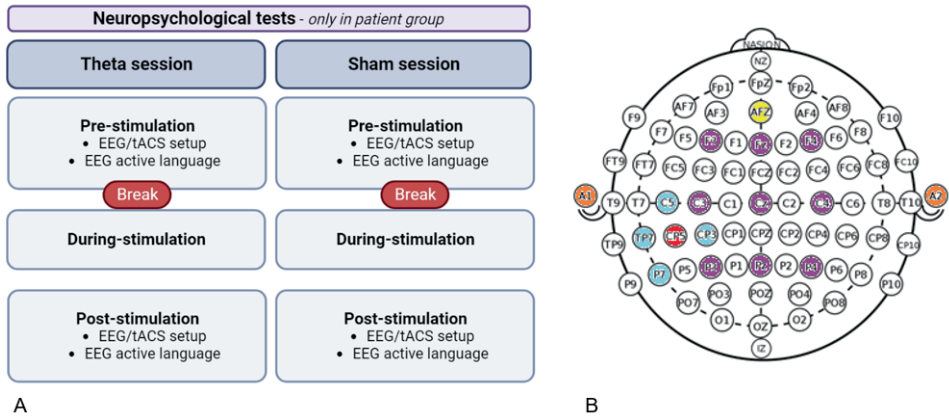 Neuropsychological tests - only in patient group
Theta session
Sham session
Pre-stimulation
• EEG/tACS setup
• EEG active language
Pre-stimulation
• EEG/tACS setup
• EEG active language
Break
Break
During-stimulation
During-stimulation
Post-stimulation
• EEG/tACS setup
• EEG active language
Post-stimulation
• EEG/tACS setup
• EEG active language
A
NASION
NZ
Fp1 FpZ Fp2
AF7 AF3 AFZ AF4 AF8
F9 F7 F5 F3 F1 FZ F2 F4 F6 F8 F10
FT9 FT7 FC5 FC3 FC1 FCZ FC2 FC4 FC6 FC8 FC10
A1 T9 T7 C5 C3 C1 CZ C2 C4 C6 T8 T10 A2
TP9 TP7 CP5 CP3 CP1 CPZ CP2 CP4 CP6 CP8 CP10
P9 P7 P5 P3 P1 PZ P2 P4 P6 P8 P10
PO7 PO3 POZ PO4 PO8
O1 OZ O2
IZ
B